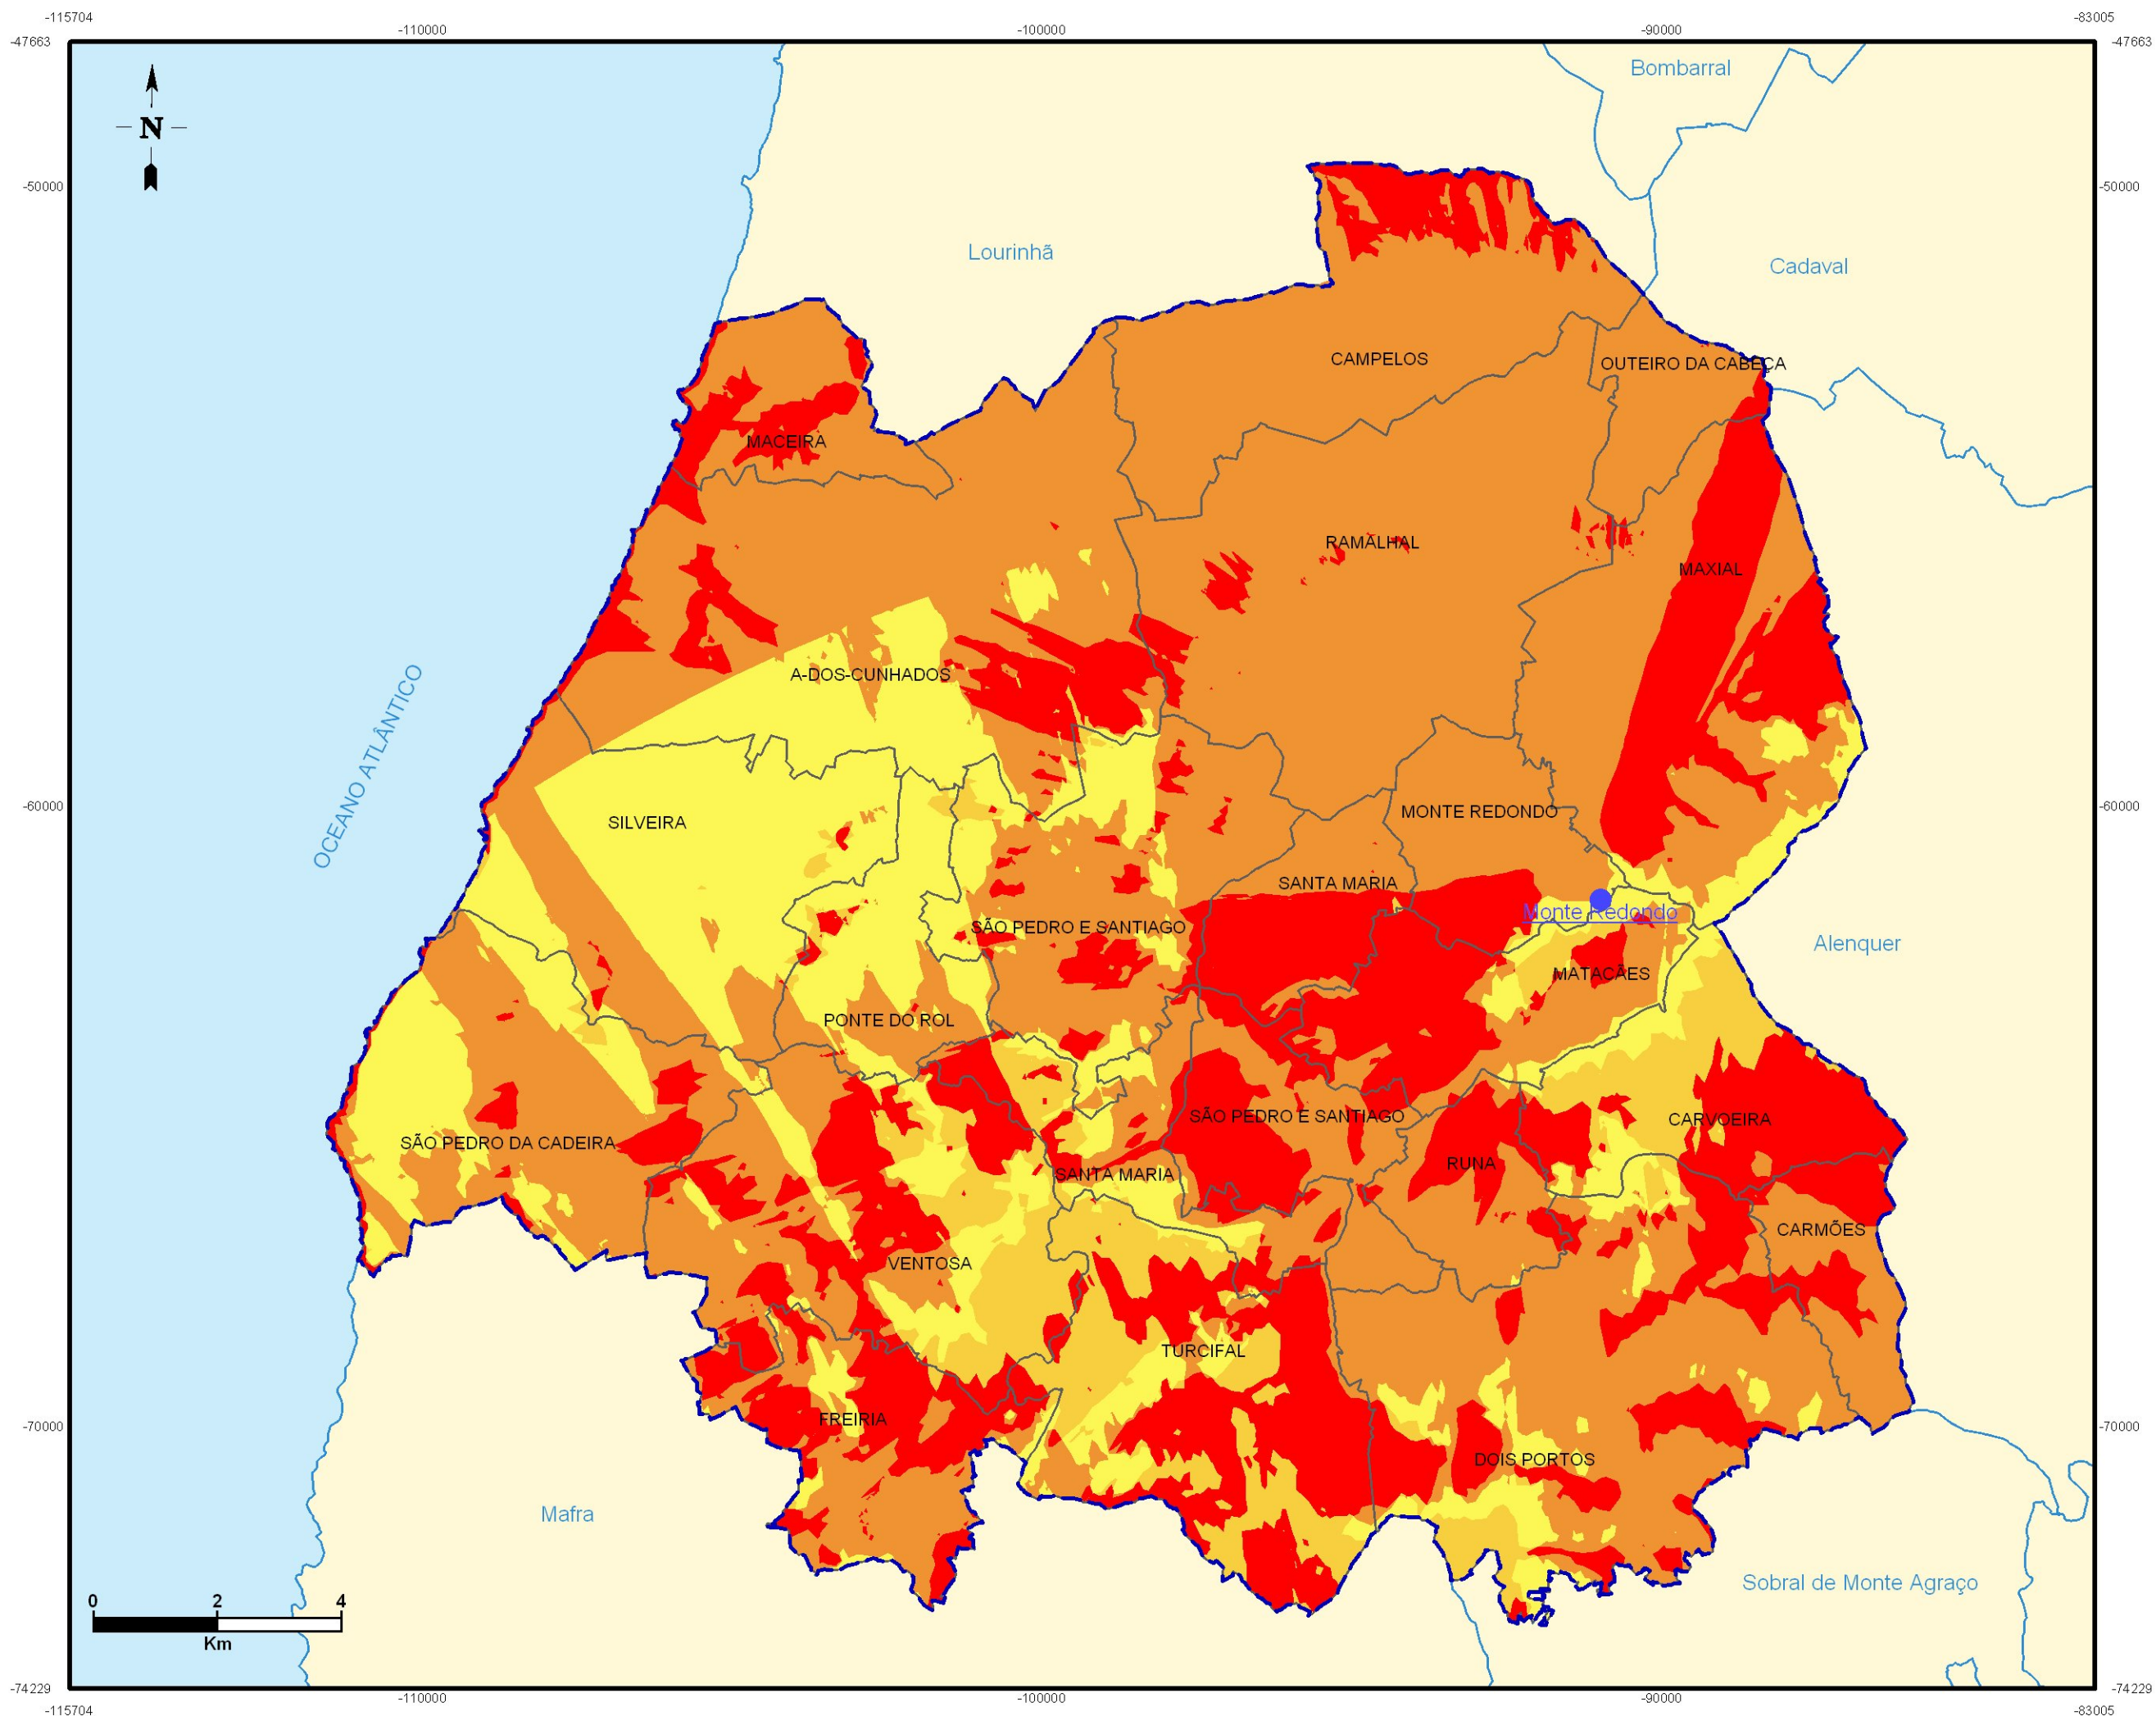 -115704
-83005
-110000
-100000
-90000
-47663
-47663
Bombarral
N
-50000
-50000
Lourinhã
Cadaval
CAMPELOS
OUTEIRO DA CABEÇA
MACEIRA
RAMALHAL
MAXIAL
A-DOS-CUNHADOS
OCEANO ATLÂNTICO
-60000
-60000
MONTE REDONDO
SILVEIRA
SANTA MARIA
Monte Redondo
SÃO PEDRO E SANTIAGO
Alenquer
MATACÃES
PONTE DO ROL
SÃO PEDRO E SANTIAGO
CARVOEIRA
SÃO PEDRO DA CADEIRA
RUNA
SANTA MARIA
CARMÕES
VENTOSA
TURCIFAL
FREIRIA
-70000
-70000
DOIS PORTOS
Mafra
Sobral de Monte Agraço
0 2 4
Km
-74229
-74229
-110000
-100000
-90000
-115704
-83005